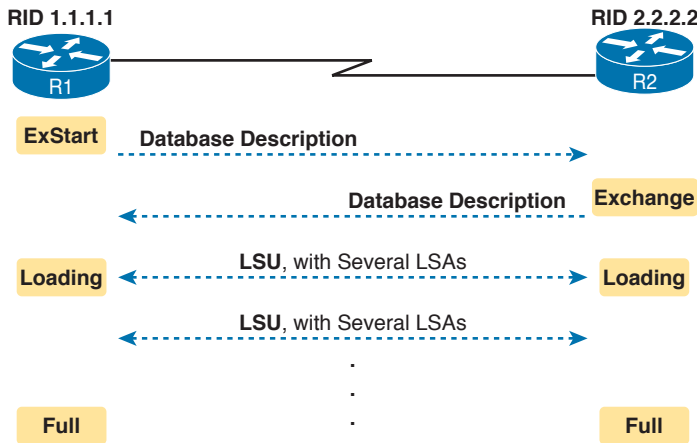 RID 1.1.1.1
RID 2.2.2.2
R1
R2
ExStart
Database Description
Database Description
Exchange
Loading
LSU, with Several LSAs
Loading
LSU, with Several LSAs
.
.
.
Full
Full